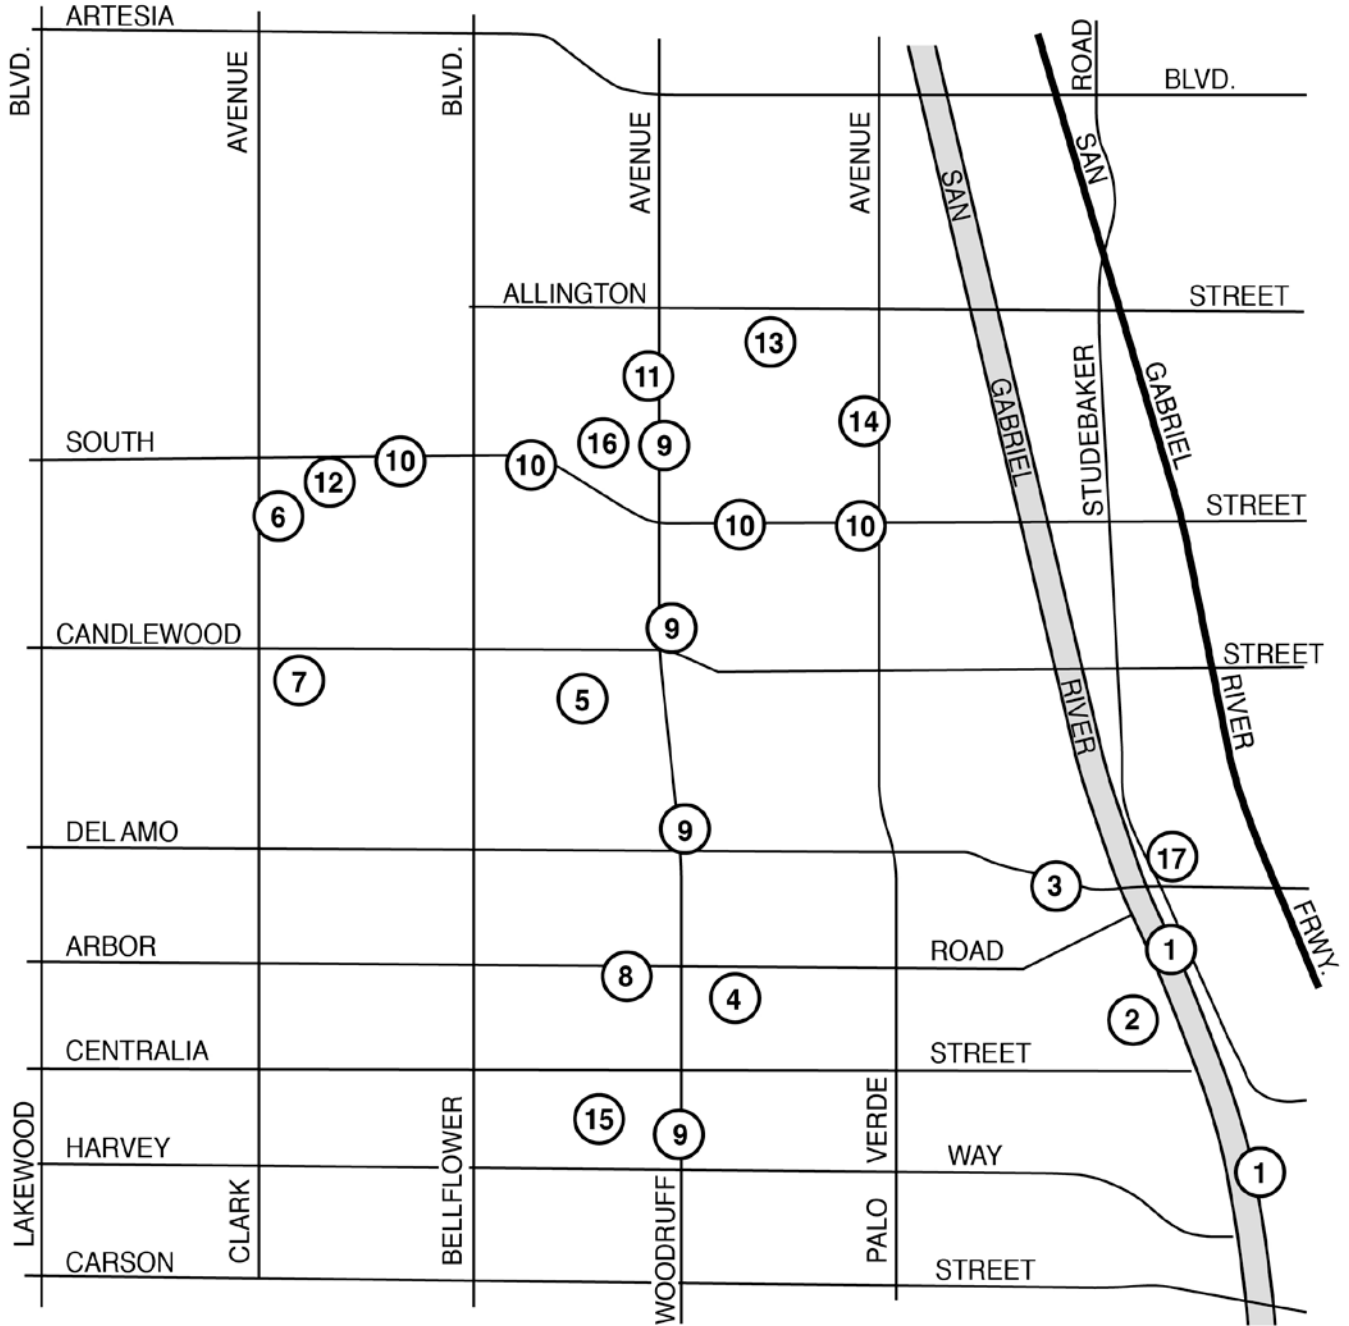 ARTESIA
BLVD.
AVENUE
BLVD.
ROAD
BLVD.
AVENUE
AVENUE
SAN
SAN
ALLINGTON
STREET
13
11
GABRIEL
STUDEBAKER
GABRIEL
14
SOUTH
16
9
10
10
12
6
10
10
STREET
9
CANDLEWOOD
STREET
7
5
RIVER
RIVER
9
DEL AMO
17
3
FRWY.
ARBOR
ROAD
1
8
4
2
CENTRALIA
STREET
15
9
HARVEY
WAY
1
LAKEWOOD
CLARK
BELLFLOWER
WOODRUFF
PALO VERDE
CARSON
STREET